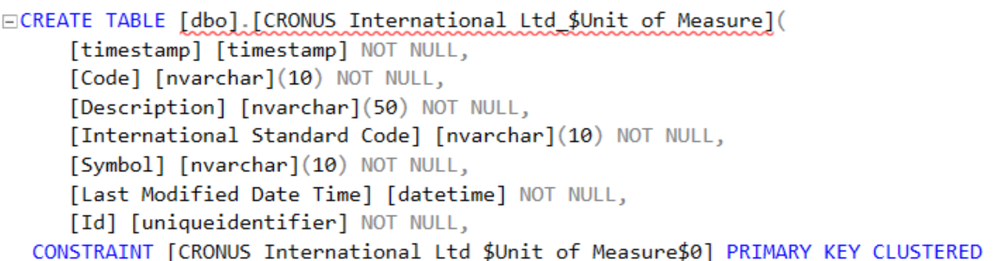 CREATE TABLE [dbo].[CRONUS International Ltd_$Unit of Measure](
[timestamp] [timestamp] NOT NULL,
[Code] [nvarchar](10) NOT NULL,
[Description] [nvarchar](50) NOT NULL,
[International Standard Code] [nvarchar](10) NOT NULL,
[Symbol] [nvarchar](10) NOT NULL,
[Last Modified Date Time] [datetime] NOT NULL,
[Id] [uniqueidentifier] NOT NULL,
CONSTRAINT [CRONUS International Ltd_$Unit of Measure$0] PRIMARY KEY CLUSTERED